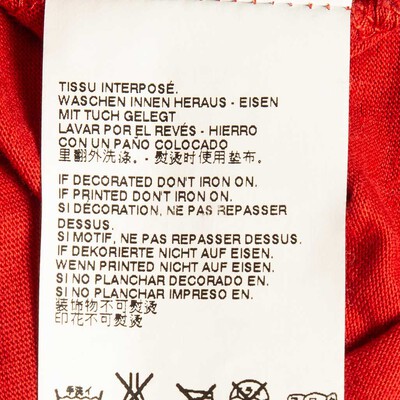 TISSU INTERPOSÉ.
WASCHEN INNEN HERAUS - EISEN
MIT TUCH GELEGT
LAVAR POR EL REVÉS - HIERRO
CON UN PAÑO COLOCADO
里翻外洗涤. - 熨烫时使用垫布。
IF DECORATED DON'T IRON ON.
IF PRINTED DON'T IRON ON.
SI DÉCORATION, NE PAS REPASSER
DESSUS.
SI MOTIF, NE PAS REPASSER DESSUS.
IF DEKORIERTE NICHT AUF EISEN.
WENN PRINTED NICHT AUF EISEN.
SI NO PLANCHAR DECORADO EN.
SI NO PLANCHAR IMPRESO EN.
装饰物不可熨烫
印花不可熨烫
手洗イ